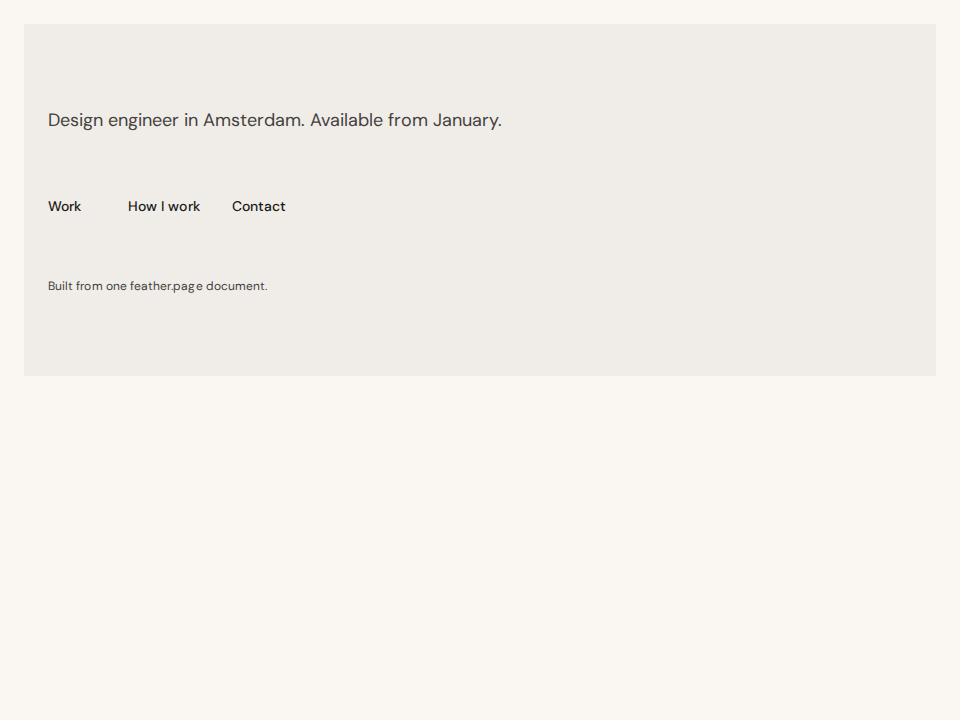 Design engineer in Amsterdam. Available from January.
Work How I work Contact
Built from one feather.page document.